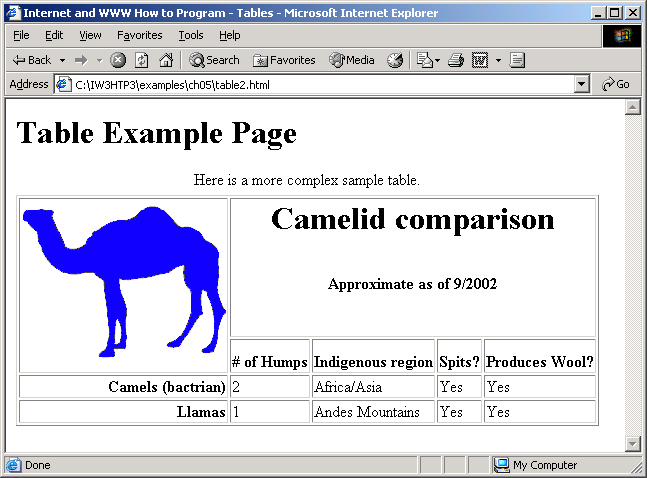 Internet and WWW How to Program - Tables - Microsoft Internet Explorer
File Edit View Favorites Tools Help
Back Search Favorites Media
Address C:\IW3HTP3\examples\ch05\table2.html Go
Table Example Page
Here is a more complex sample table.
Camelid comparison
Approximate as of 9/2002
# of Humps Indigenous region Spits? Produces Wool?
Camels (bactrian) 2 Africa/Asia Yes Yes
Llamas 1 Andes Mountains Yes Yes
Done My Computer